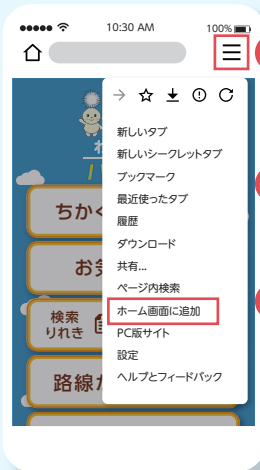 10:30 AM
100%
新しいタブ
新しいシークレットタブ
ブックマーク
最近使ったタブ
履歴
ダウンロード
共有...
ページ内検索
ホーム画面に追加
PC版サイト
設定
ヘルプとフィードバック
ちか
お
検索
りれき
路線